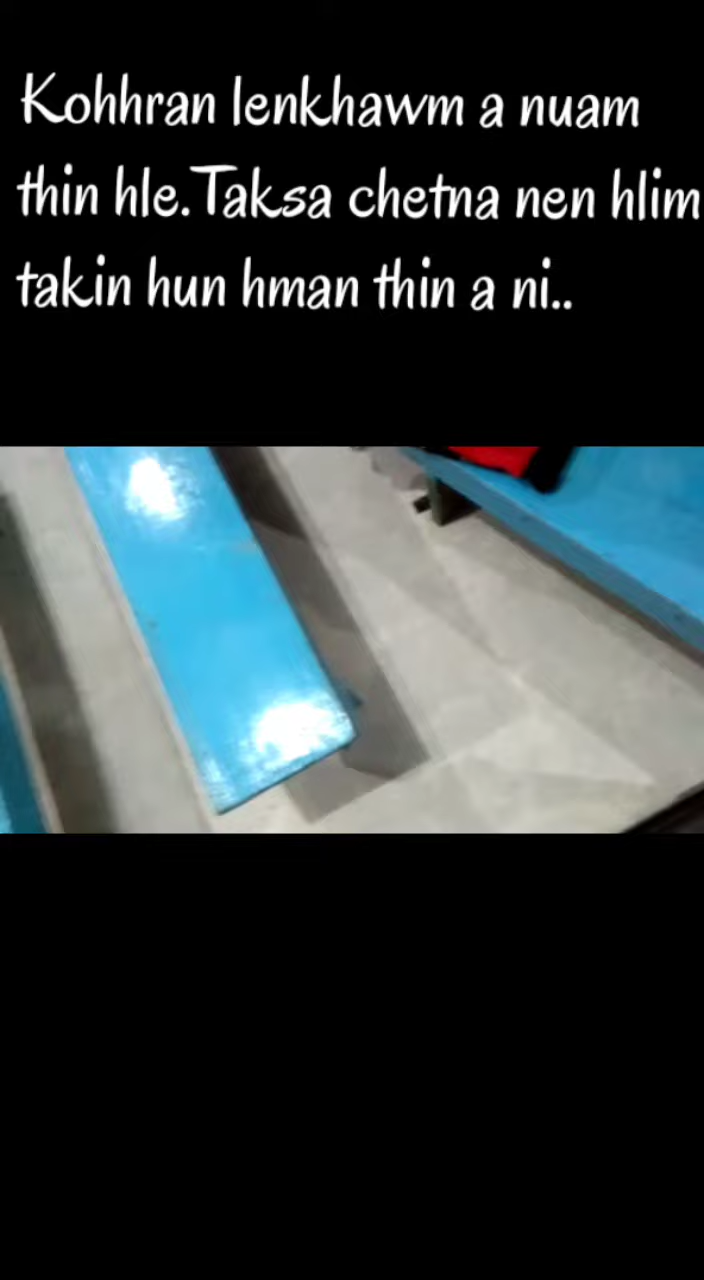 Kohhran lenkhawm a nuam
thin hle.Taksa chetna nen hlim
takin hun hman thin a ni..